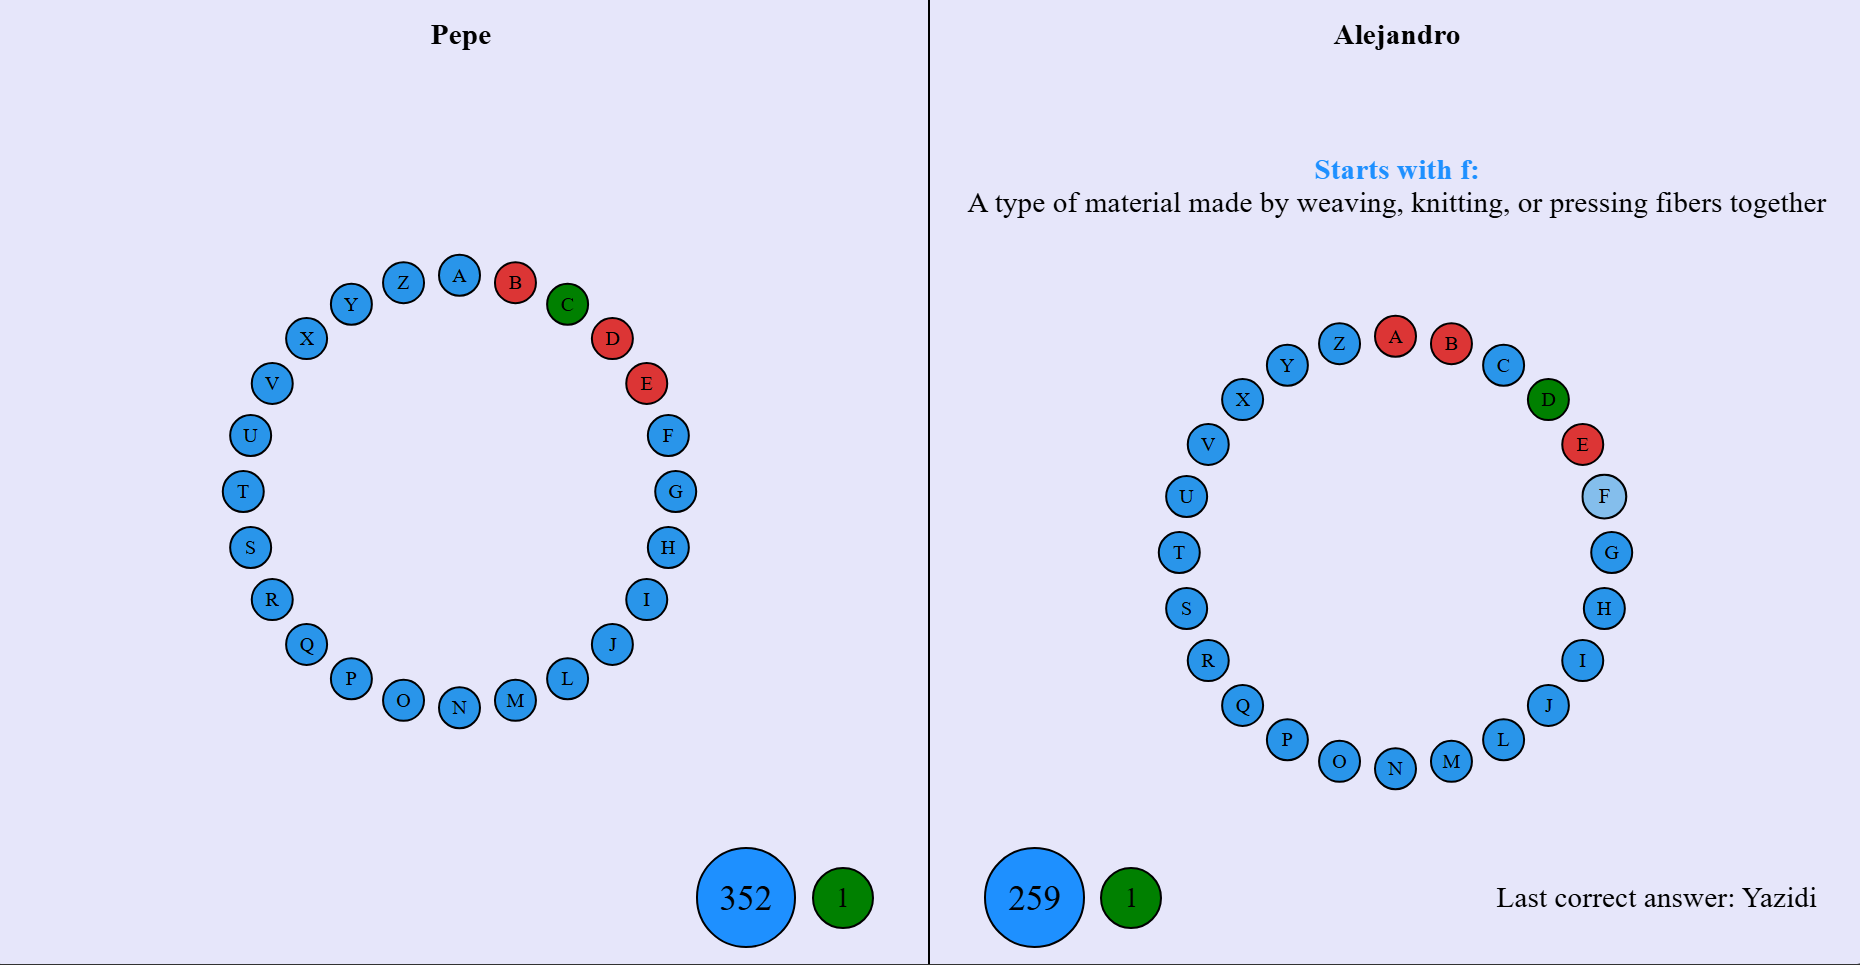 Pepe
A
B
C
D
E
F
G
H
I
J
L
M
N
O
P
Q
R
S
T
U
V
X
Y
Z
352
1
Alejandro
Starts with f:
A type of material made by weaving, knitting, or pressing fibers together
A
B
C
D
E
F
G
H
I
J
L
M
N
O
P
Q
R
S
T
U
V
X
Y
Z
259
1
Last correct answer: Yazidi